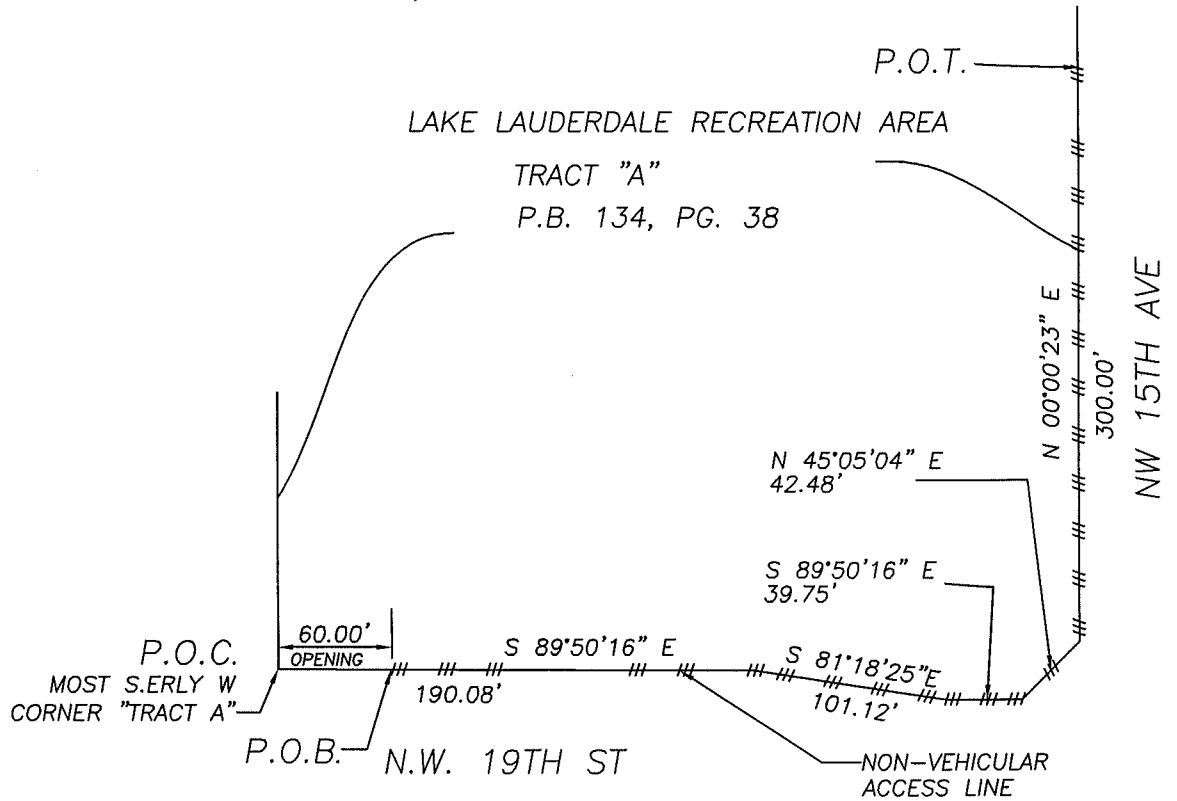 P.O.T.
LAKE LAUDERDALE RECREATION AREA
TRACT "A"
P.B. 134, PG. 38
N 00°00'23" E
300.00'
NW 15TH AVE
N 45°05'04" E
42.48'
S 89°50'16" E
39.75'
60.00'
OPENING
S 89°50'16" E
190.08'
S 81°18'25"E
101.12'
P.O.C.
MOST S.ERLY W
CORNER "TRACT A"
P.O.B.
N.W. 19TH ST
NON-VEHICULAR
ACCESS LINE